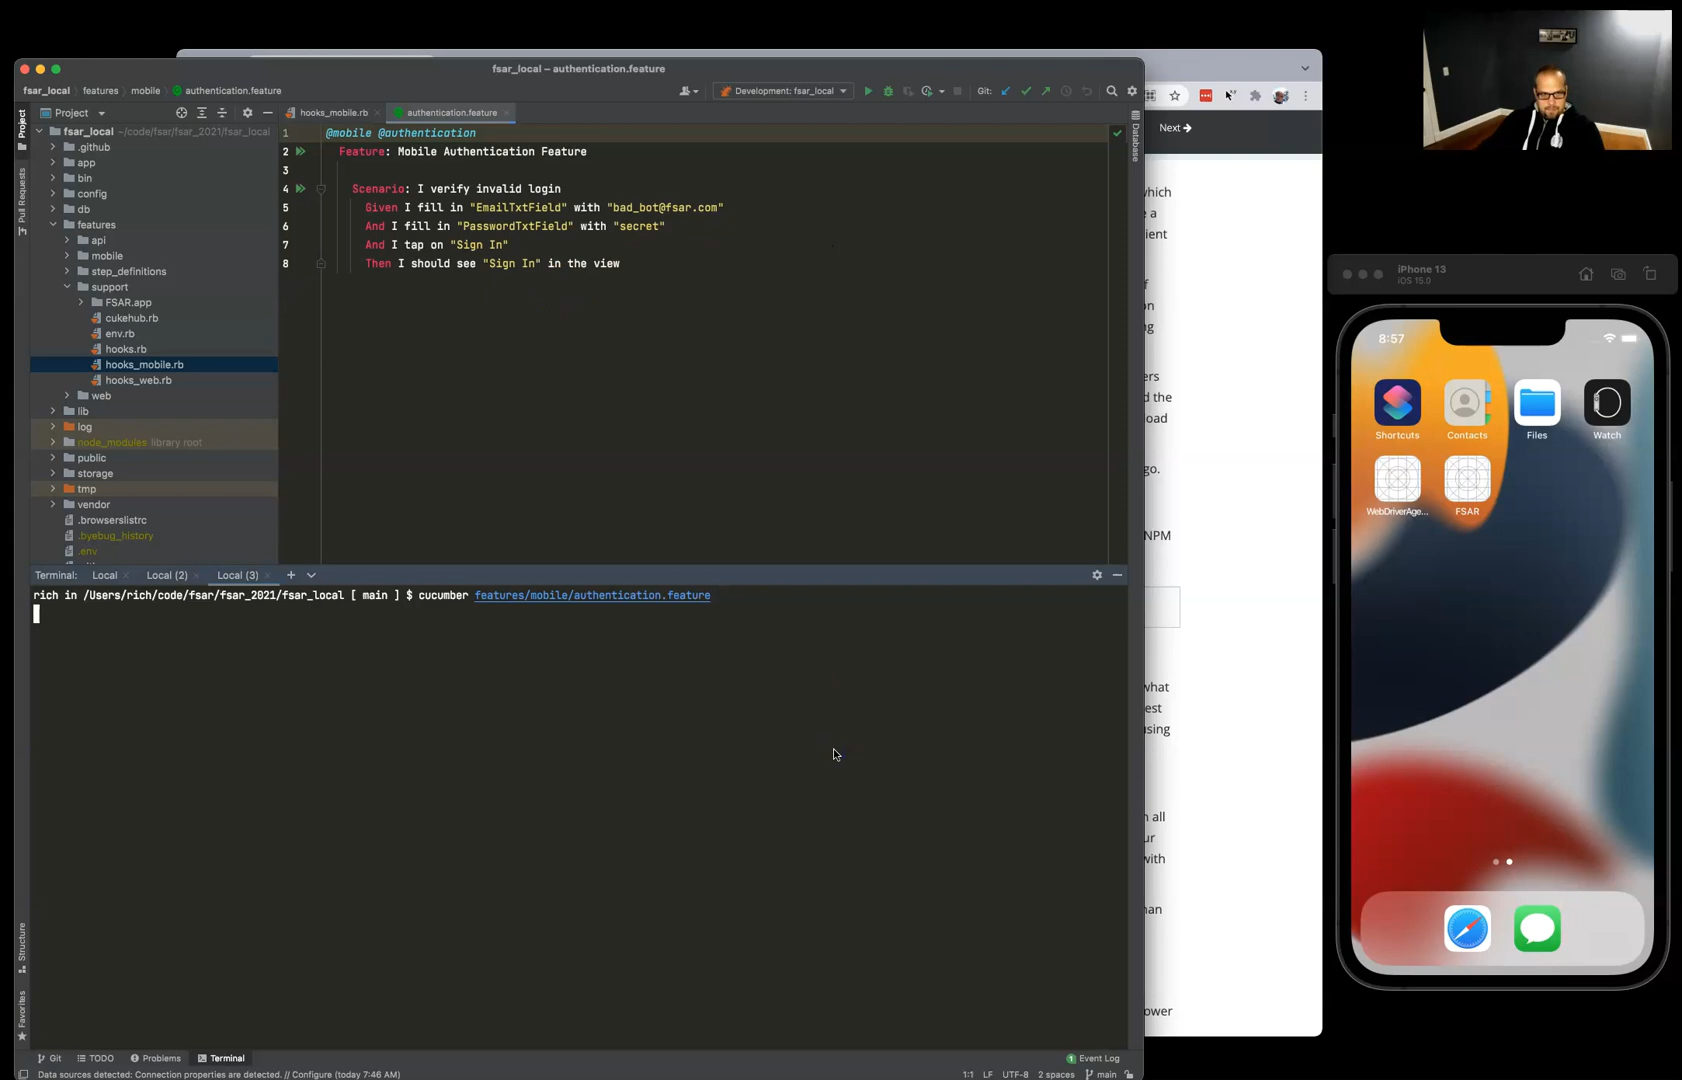 fsar_local – authentication.feature
fsar_local › features › mobile › authentication.feature
Development: fsar_local
Git:
Project
hooks_mobile.rb
authentication.feature
fsar_local ~/code/fsar/fsar_2021/fsar_local
.github
app
bin
config
db
features
api
mobile
step_definitions
support
FSAR.app
cukehub.rb
env.rb
hooks.rb
hooks_mobile.rb
hooks_web.rb
web
lib
log
node_modules library root
public
storage
tmp
vendor
.browserslistrc
.byebug_history
.env
Project
Pull Requests
Structure
Favorites
Database
1 @mobile @authentication
2 Feature: Mobile Authentication Feature
3
4 Scenario: I verify invalid login
5 Given I fill in "EmailTxtField" with "bad_bot@fsar.com"
6 And I fill in "PasswordTxtField" with "secret"
7 And I tap on "Sign In"
8 Then I should see "Sign In" in the view
Terminal: Local Local (2) Local (3)
rich in /Users/rich/code/fsar/fsar_2021/fsar_local [ main ] $ cucumber features/mobile/authentication.feature
Git TODO Problems Terminal
1 Event Log
Data sources detected: Connection properties are detected. // Configure (today 7:46 AM)
1:1 LF UTF-8 2 spaces main
Next
a
ient
on
ng
ers
d the
oad
go.
NPM
what
est
using
all
ur
with
ower
iPhone 13
iOS 15.0
8:57
Shortcuts
Contacts
Files
Watch
WebDriverAge...
FSAR